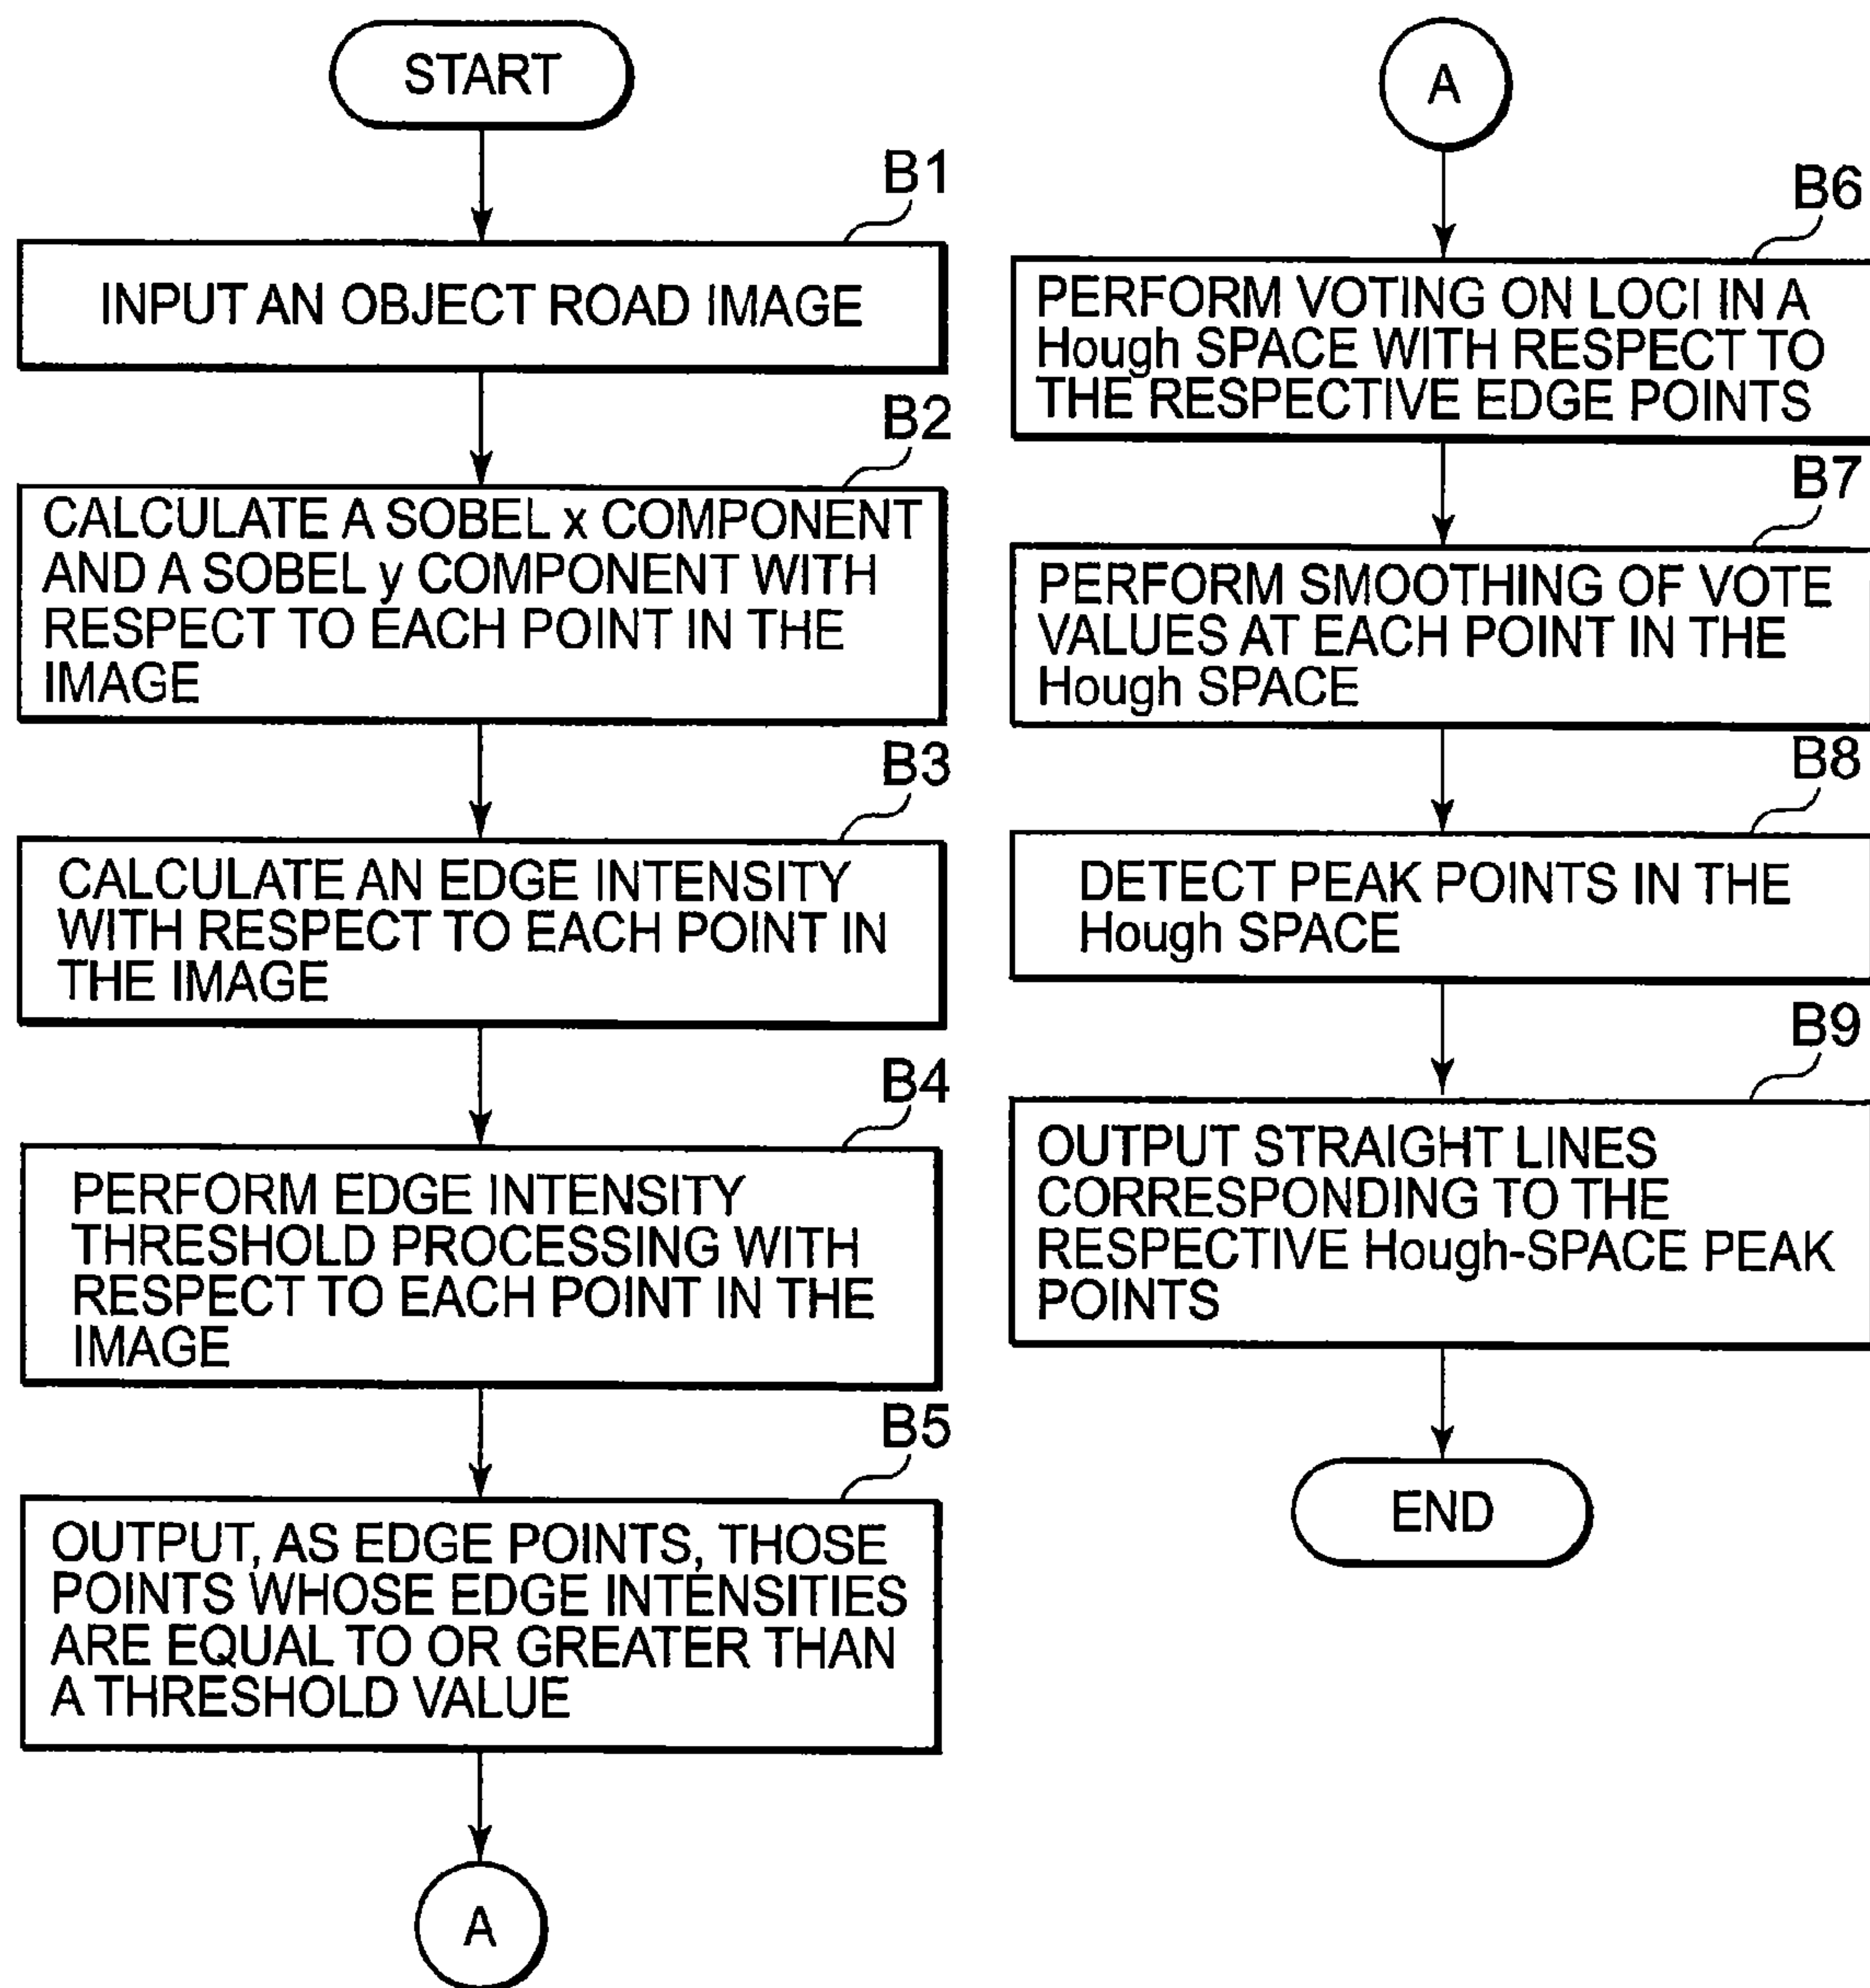 START
B1
INPUT AN OBJECT ROAD IMAGE
B2
CALCULATE A SOBEL x COMPONENT
AND A SOBEL y COMPONENT WITH
RESPECT TO EACH POINT IN THE
IMAGE
B3
CALCULATE AN EDGE INTENSITY
WITH RESPECT TO EACH POINT IN
THE IMAGE
B4
PERFORM EDGE INTENSITY
THRESHOLD PROCESSING WITH
RESPECT TO EACH POINT IN THE
IMAGE
B5
OUTPUT, AS EDGE POINTS, THOSE
POINTS WHOSE EDGE INTENSITIES
ARE EQUAL TO OR GREATER THAN
A THRESHOLD VALUE
A
A
B6
PERFORM VOTING ON LOCI IN A
Hough SPACE WITH RESPECT TO
THE RESPECTIVE EDGE POINTS
B7
PERFORM SMOOTHING OF VOTE
VALUES AT EACH POINT IN THE
Hough SPACE
B8
DETECT PEAK POINTS IN THE
Hough SPACE
B9
OUTPUT STRAIGHT LINES
CORRESPONDING TO THE
RESPECTIVE Hough-SPACE PEAK
POINTS
END